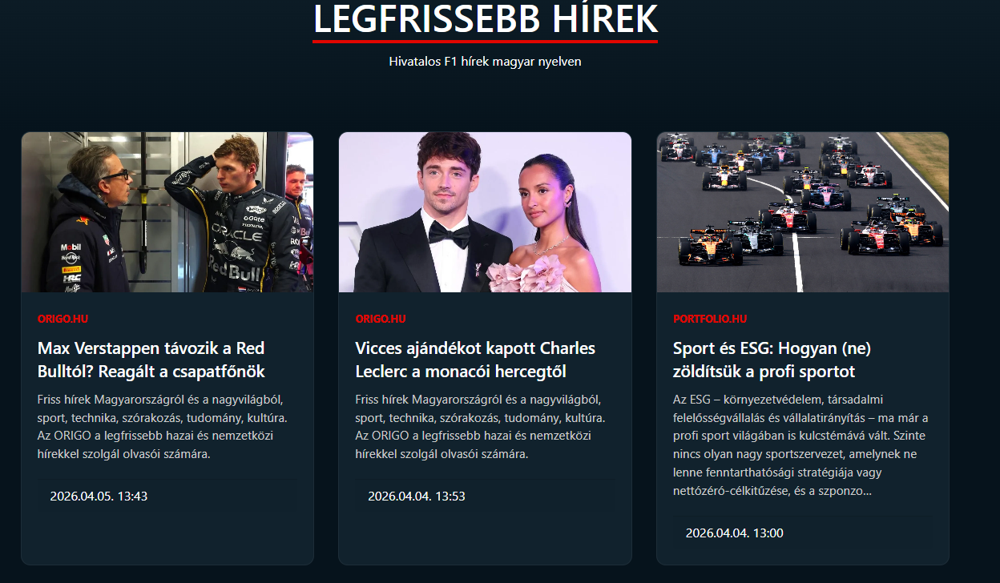 LEGFRISSEBB HÍREK
Hivatalos F1 hírek magyar nyelven
Mobil
HRC
ORACLE
Red Bull
Gate
ORIGO.HU
Max Verstappen távozik a Red
Bulltól? Reagált a csapatfőnök
Friss hírek Magyarországról és a nagyvilágból,
sport, technika, szórakozás, tudomány, kultúra.
Az ORIGO a legfrissebb hazai és nemzetközi
hírekkel szolgál olvasói számára.
2026.04.05. 13:43
ORIGO.HU
Vicces ajándékot kapott Charles
Leclerc a monacói hercegtől
Friss hírek Magyarországról és a nagyvilágból,
sport, technika, szórakozás, tudomány, kultúra.
Az ORIGO a legfrissebb hazai és nemzetközi
hírekkel szolgál olvasói számára.
2026.04.04. 13:53
PORTFOLIO.HU
Sport és ESG: Hogyan (ne)
zöldítsük a profi sportot
Az ESG – környezetvédelem, társadalmi
felelősségvállalás és vállalatirányítás – ma már a
profi sport világában is kulcstémává vált. Szinte
nincs olyan nagy sportszervezet, amelynek ne
lenne fenntarthatósági stratégiája vagy
nettózéró-célkitűzése, és a szponzo...
2026.04.04. 13:00